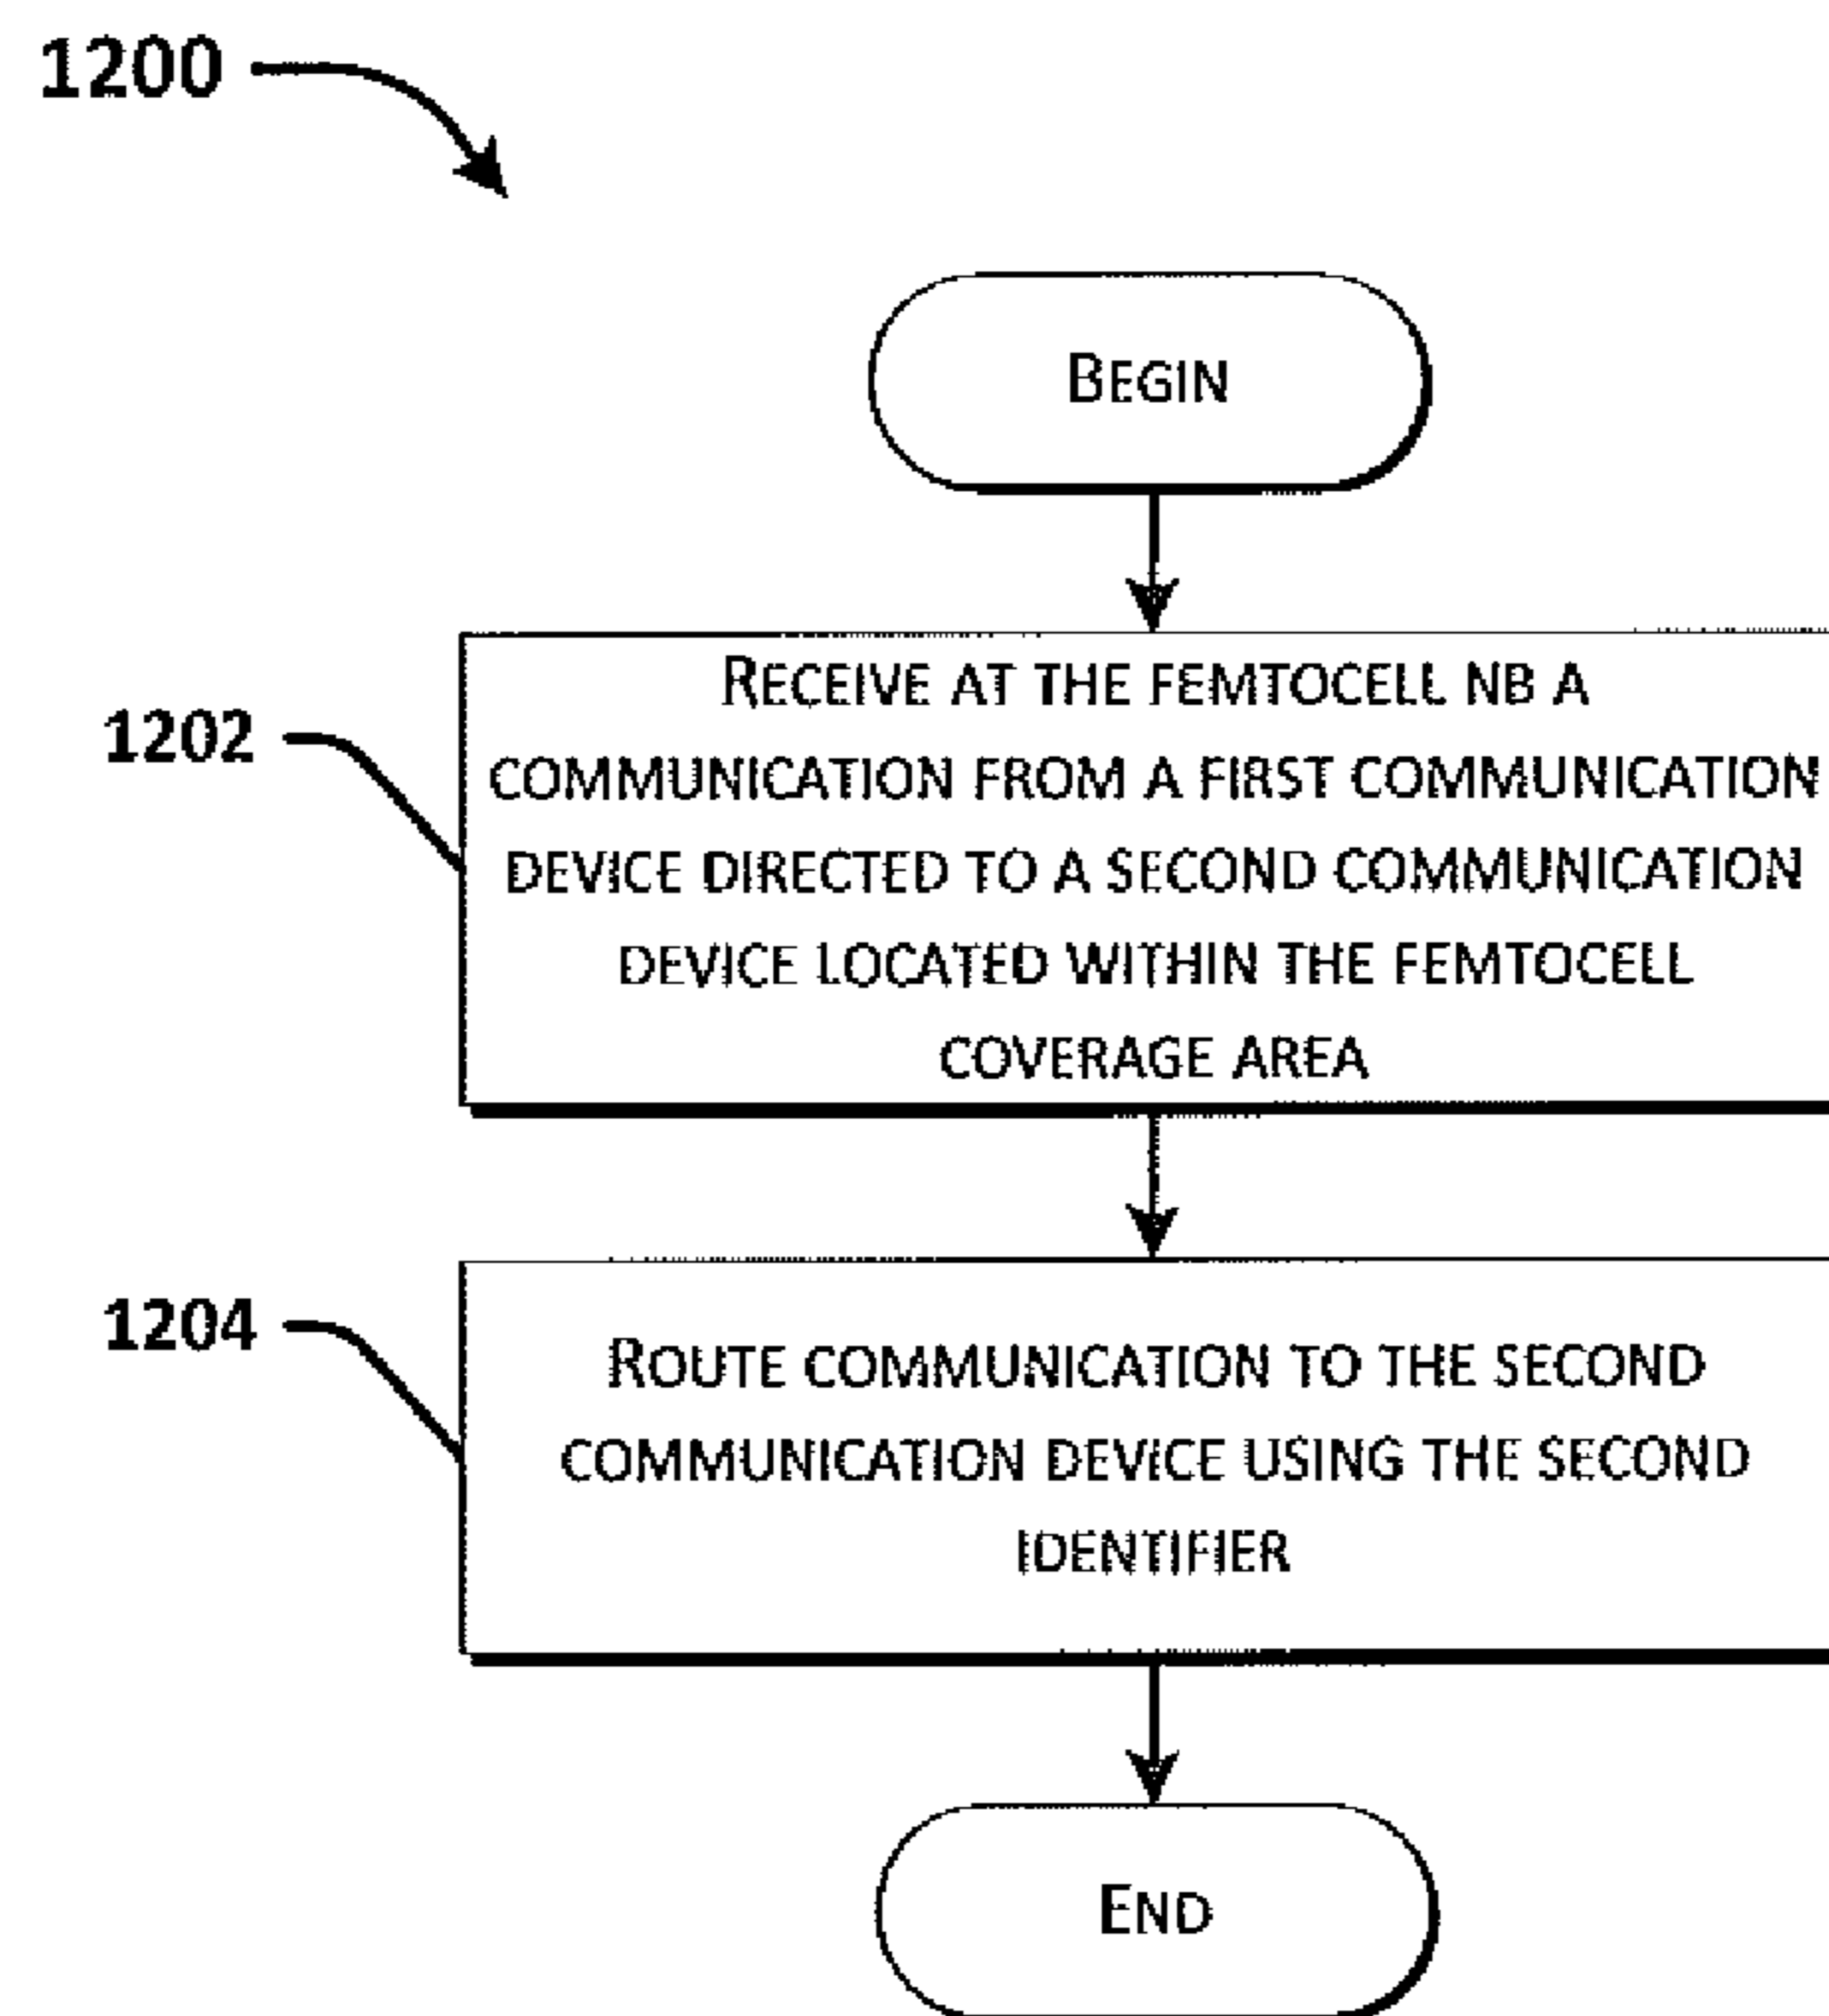 1200
BEGIN
1202
RECEIVE AT THE FEMTOCELL NB A
COMMUNICATION FROM A FIRST COMMUNICATION
DEVICE DIRECTED TO A SECOND COMMUNICATION
DEVICE LOCATED WITHIN THE FEMTOCELL
COVERAGE AREA
1204
ROUTE COMMUNICATION TO THE SECOND
COMMUNICATION DEVICE USING THE SECOND
IDENTIFIER
END